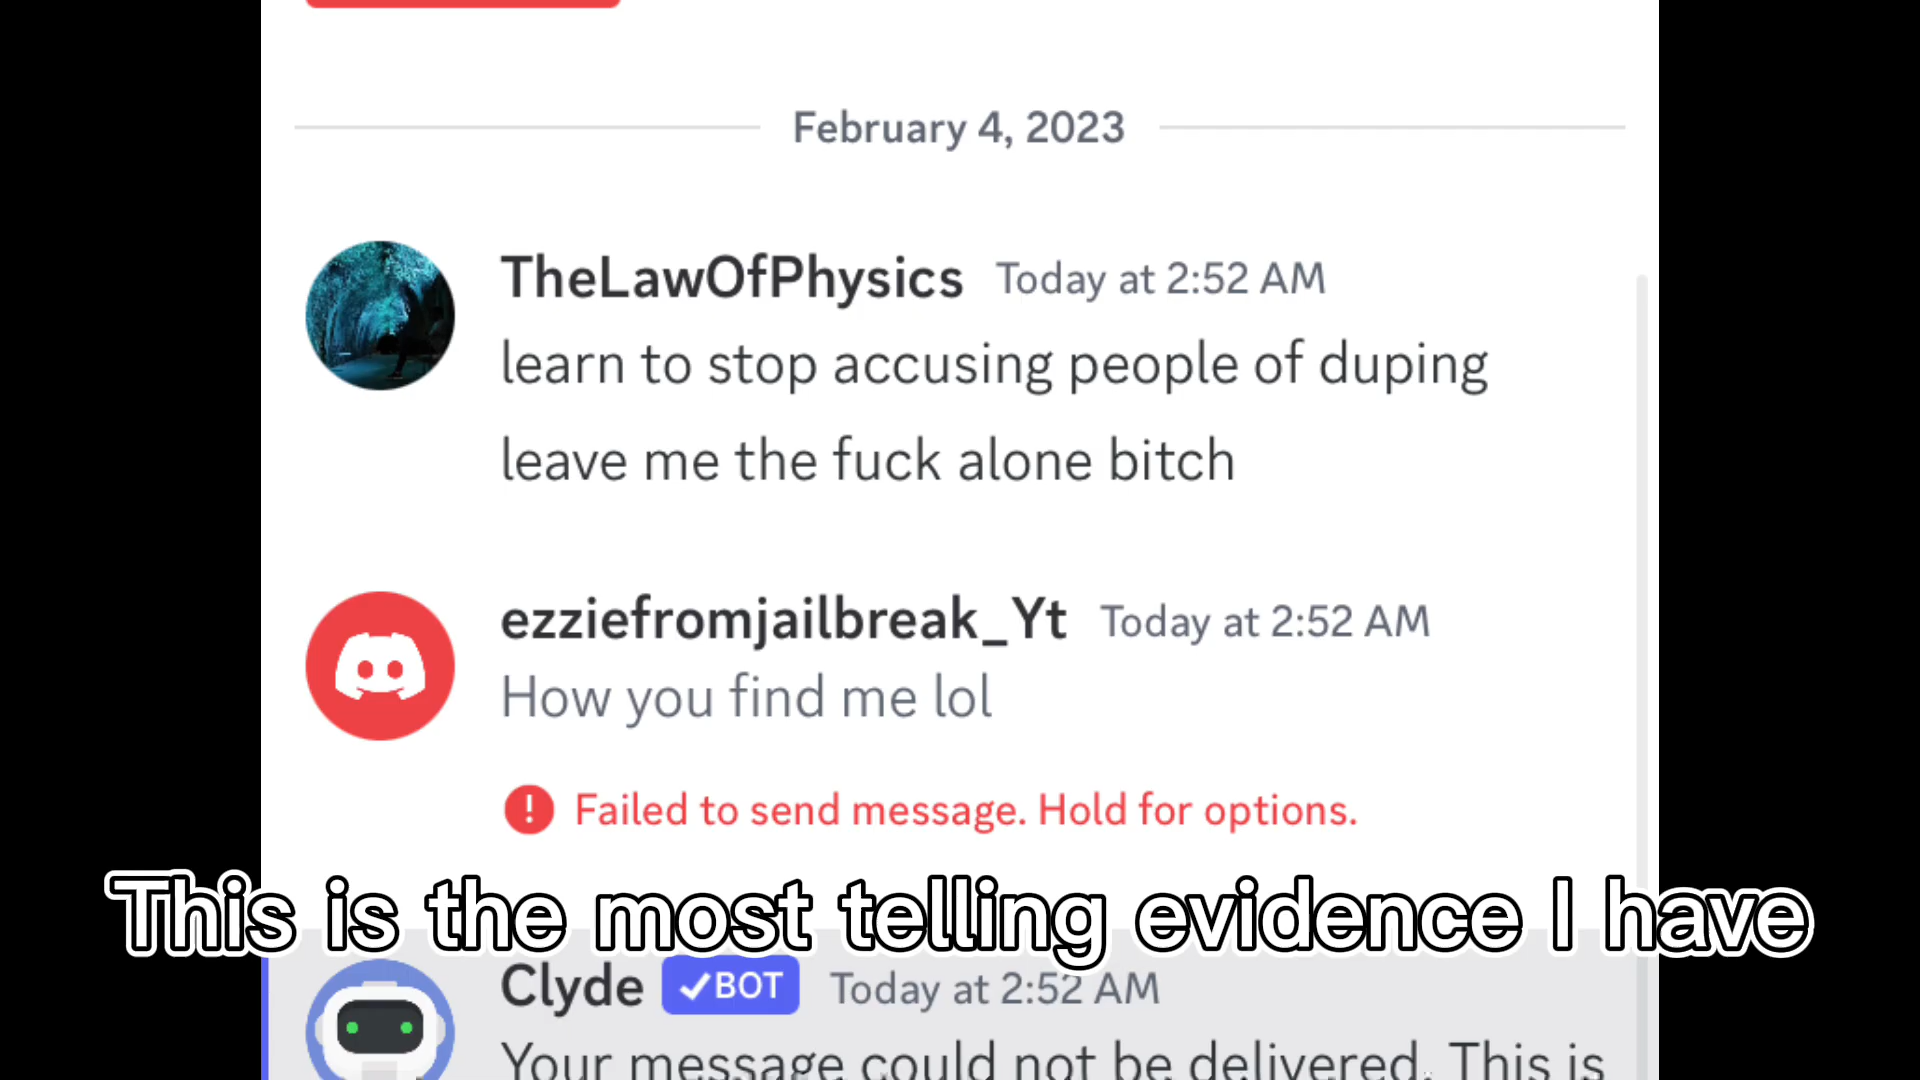 February 4, 2023
TheLawOfPhysics Today at 2:52 AM
learn to stop accusing people of duping
leave me the fuck alone bitch
ezziefromjailbreak_Yt Today at 2:52 AM
How you find me lol
Failed to send message. Hold for options.
This is the most telling evidence I have
Clyde BOT Today at 2:52 AM
Your message could not be delivered. This is